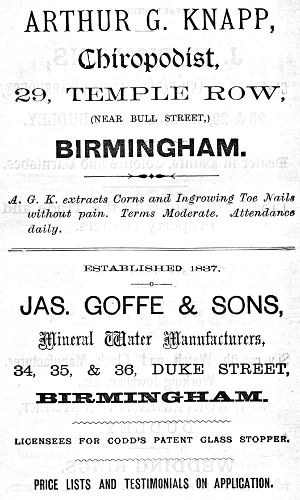 ARTHUR G. KNAPP,
Chiropodist,
29, TEMPLE ROW,
(NEAR BULL STREET,)
BIRMINGHAM.
A. G. K. extracts Corns and Ingrowing Toe Nails
without pain. Terms Moderate. Attendance
daily.
ESTABLISHED 1837.
JAS. GOFFE & SONS,
Mineral Water Manufacturers,
34, 35, & 36, DUKE STREET,
BIRMINGHAM.
LICENSEES FOR CODD'S PATENT GLASS STOPPER.
PRICE LISTS AND TESTIMONIALS ON APPLICATION.